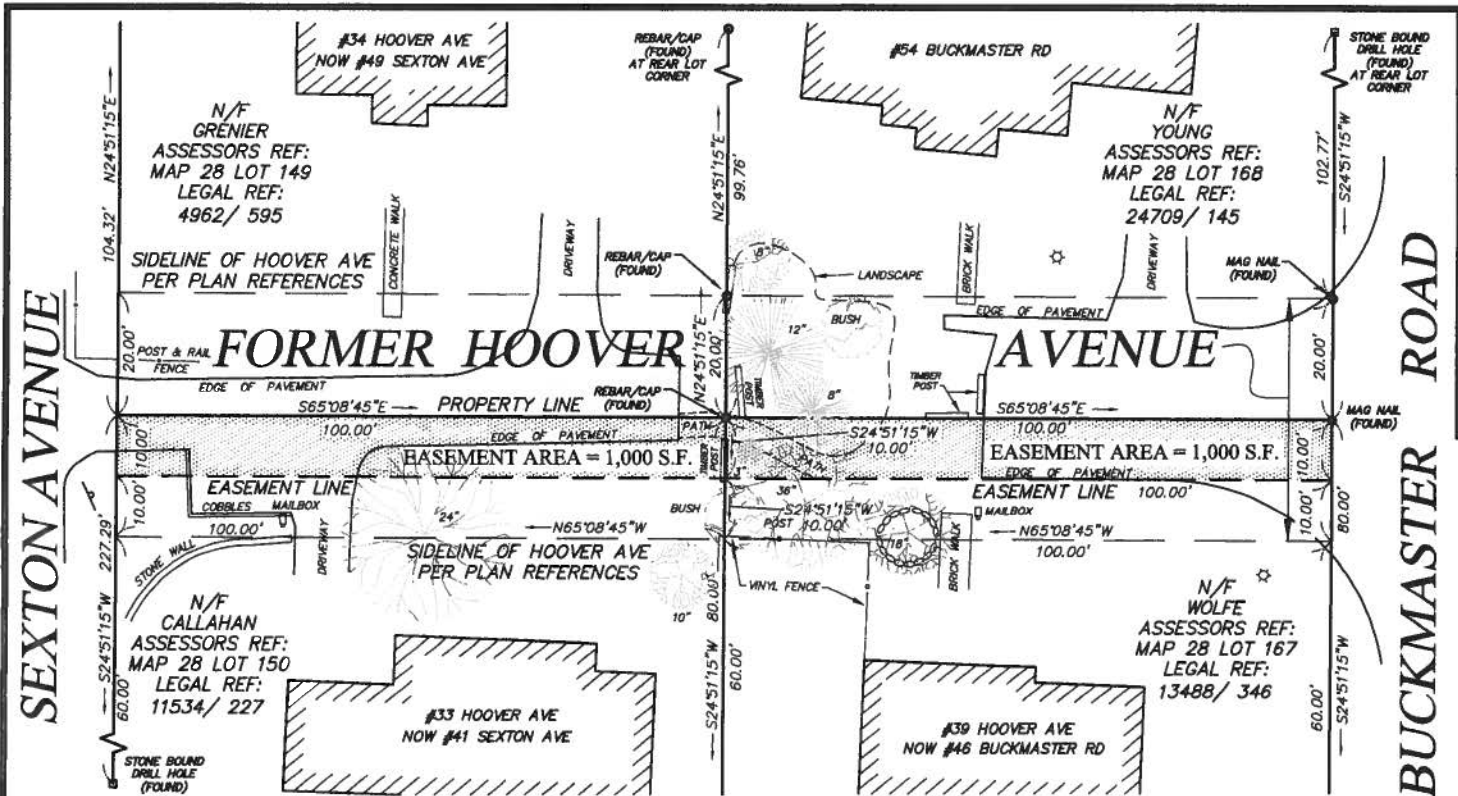 #34 HOOVER AVE
NOW #49 SEXTON AVE
REBAR/CAP
(FOUND)
AT REAR LOT
CORNER
#54 BUCKMASTER RD
STONE BOUND
DRILL HOLE
(FOUND)
AT REAR LOT
CORNER
N24°51'15"E
104.32'
N/F
GRENIER
ASSESSORS REF:
MAP 28 LOT 149
LEGAL REF:
4962/ 595
N24°51'15"E
99.76'
N/F
YOUNG
ASSESSORS REF:
MAP 28 LOT 168
LEGAL REF:
24709/ 145
102.77'
S24°51'15"W
SIDELINE OF HOOVER AVE
PER PLAN REFERENCES
CONCRETE WALK
DRIVEWAY
REBAR/CAP
(FOUND)
LANDSCAPE
BRICK WALK
DRIVEWAY
MAG NAIL
(FOUND)
SEXTON AVENUE
BUCKMASTER ROAD
FORMER HOOVER AVENUE
20.00'
POST & RAIL
FENCE
EDGE OF PAVEMENT
N24°51'15"E
20.00'
12"
BUSH
8"
TIMBER
POST
EDGE OF PAVEMENT
TIMBER
POST
20.00'
REBAR/CAP
(FOUND)
S65°08'45"E
PROPERTY LINE
100.00'
S65°08'45"E
100.00'
MAG NAIL
(FOUND)
10.00'
EDGE OF PAVEMENT
EASEMENT AREA = 1,000 S.F.
PATH
TIMBER
POST
S24°51'15"W
10.00'
PATH
3"
EASEMENT AREA = 1,000 S.F.
EDGE OF PAVEMENT
10.00'
10.00'
EASEMENT LINE
COBBLES
MAILBOX
100.00'
24"
BUSH
36"
S24°51'15"W
10.00'
POST
EASEMENT LINE
100.00'
MAILBOX
10.00'
80.00'
STONE WALL
DRIVEWAY
N65°08'45"W
SIDELINE OF HOOVER AVE
PER PLAN REFERENCES
18"
BRICK WALK
N65°08'45"W
100.00'
227.29'
S24°51'15"W
60.00'
N/F
CALLAHAN
ASSESSORS REF:
MAP 28 LOT 150
LEGAL REF:
11534/ 227
10"
80.00'
VINYL FENCE
S24°51'15"W
60.00'
N/F
WOLFE
ASSESSORS REF:
MAP 28 LOT 167
LEGAL REF:
13488/ 346
60.00'
S24°51'15"W
STONE BOUND
DRILL HOLE
(FOUND)
#33 HOOVER AVE
NOW #41 SEXTON AVE
#39 HOOVER AVE
NOW #46 BUCKMASTER RD